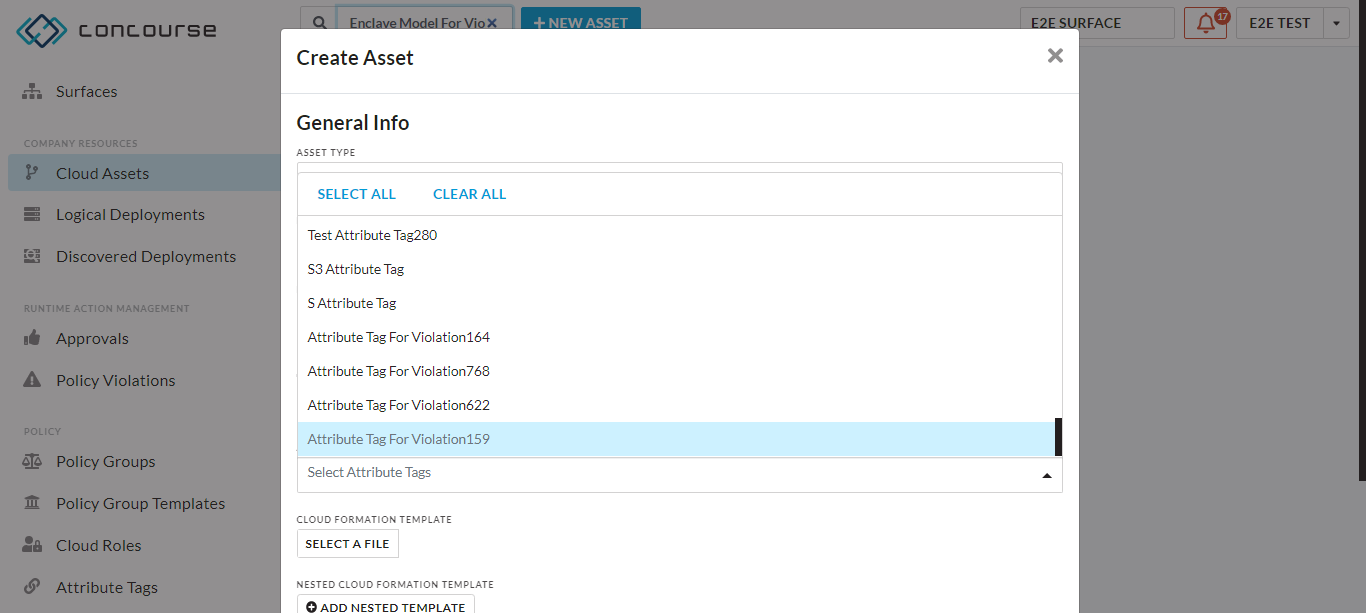 concourse
Enclave Model For Vio
NEW ASSET
E2E SURFACE
17
E2E TEST
Surfaces
COMPANY RESOURCES
Cloud Assets
Logical Deployments
Discovered Deployments
RUNTIME ACTION MANAGEMENT
Approvals
Policy Violations
POLICY
Policy Groups
Policy Group Templates
Cloud Roles
Attribute Tags
Create Asset
General Info
ASSET TYPE
SELECT ALL CLEAR ALL
Test Attribute Tag280
S3 Attribute Tag
S Attribute Tag
Attribute Tag For Violation164
Attribute Tag For Violation768
Attribute Tag For Violation622
Attribute Tag For Violation159
Select Attribute Tags
CLOUD FORMATION TEMPLATE
SELECT A FILE
NESTED CLOUD FORMATION TEMPLATE
ADD NESTED TEMPLATE